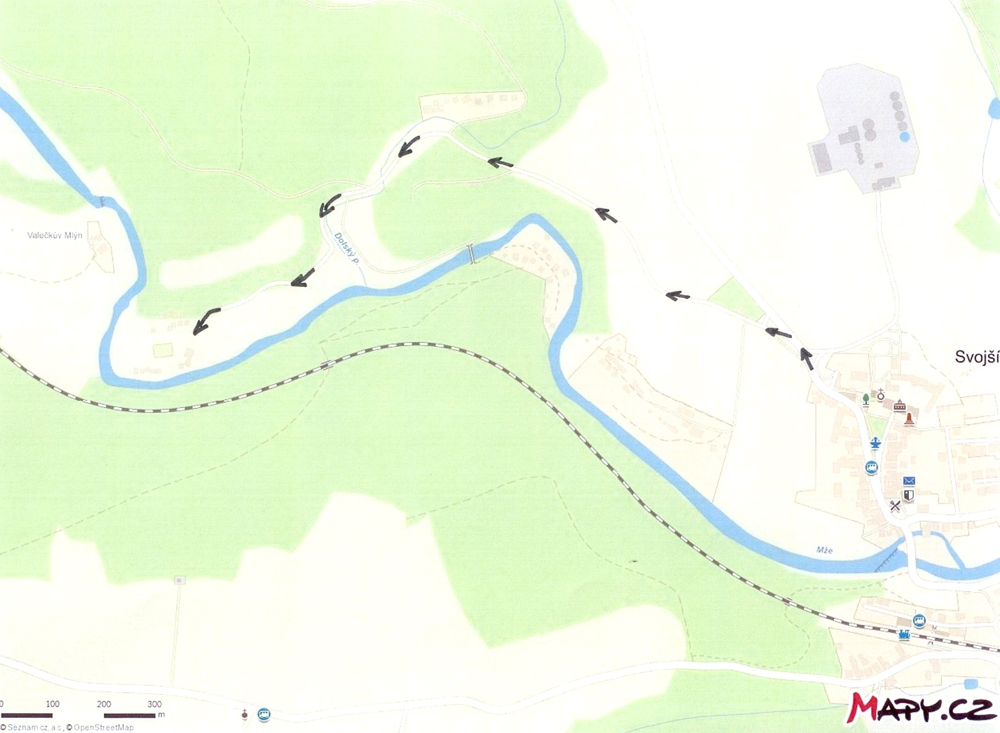 Valečkův Mlýn
Dolský p.
Svojší
Mže
0 100 200 300 m
© Seznam.cz, a.s., © OpenStreetMap
MAPY.CZ